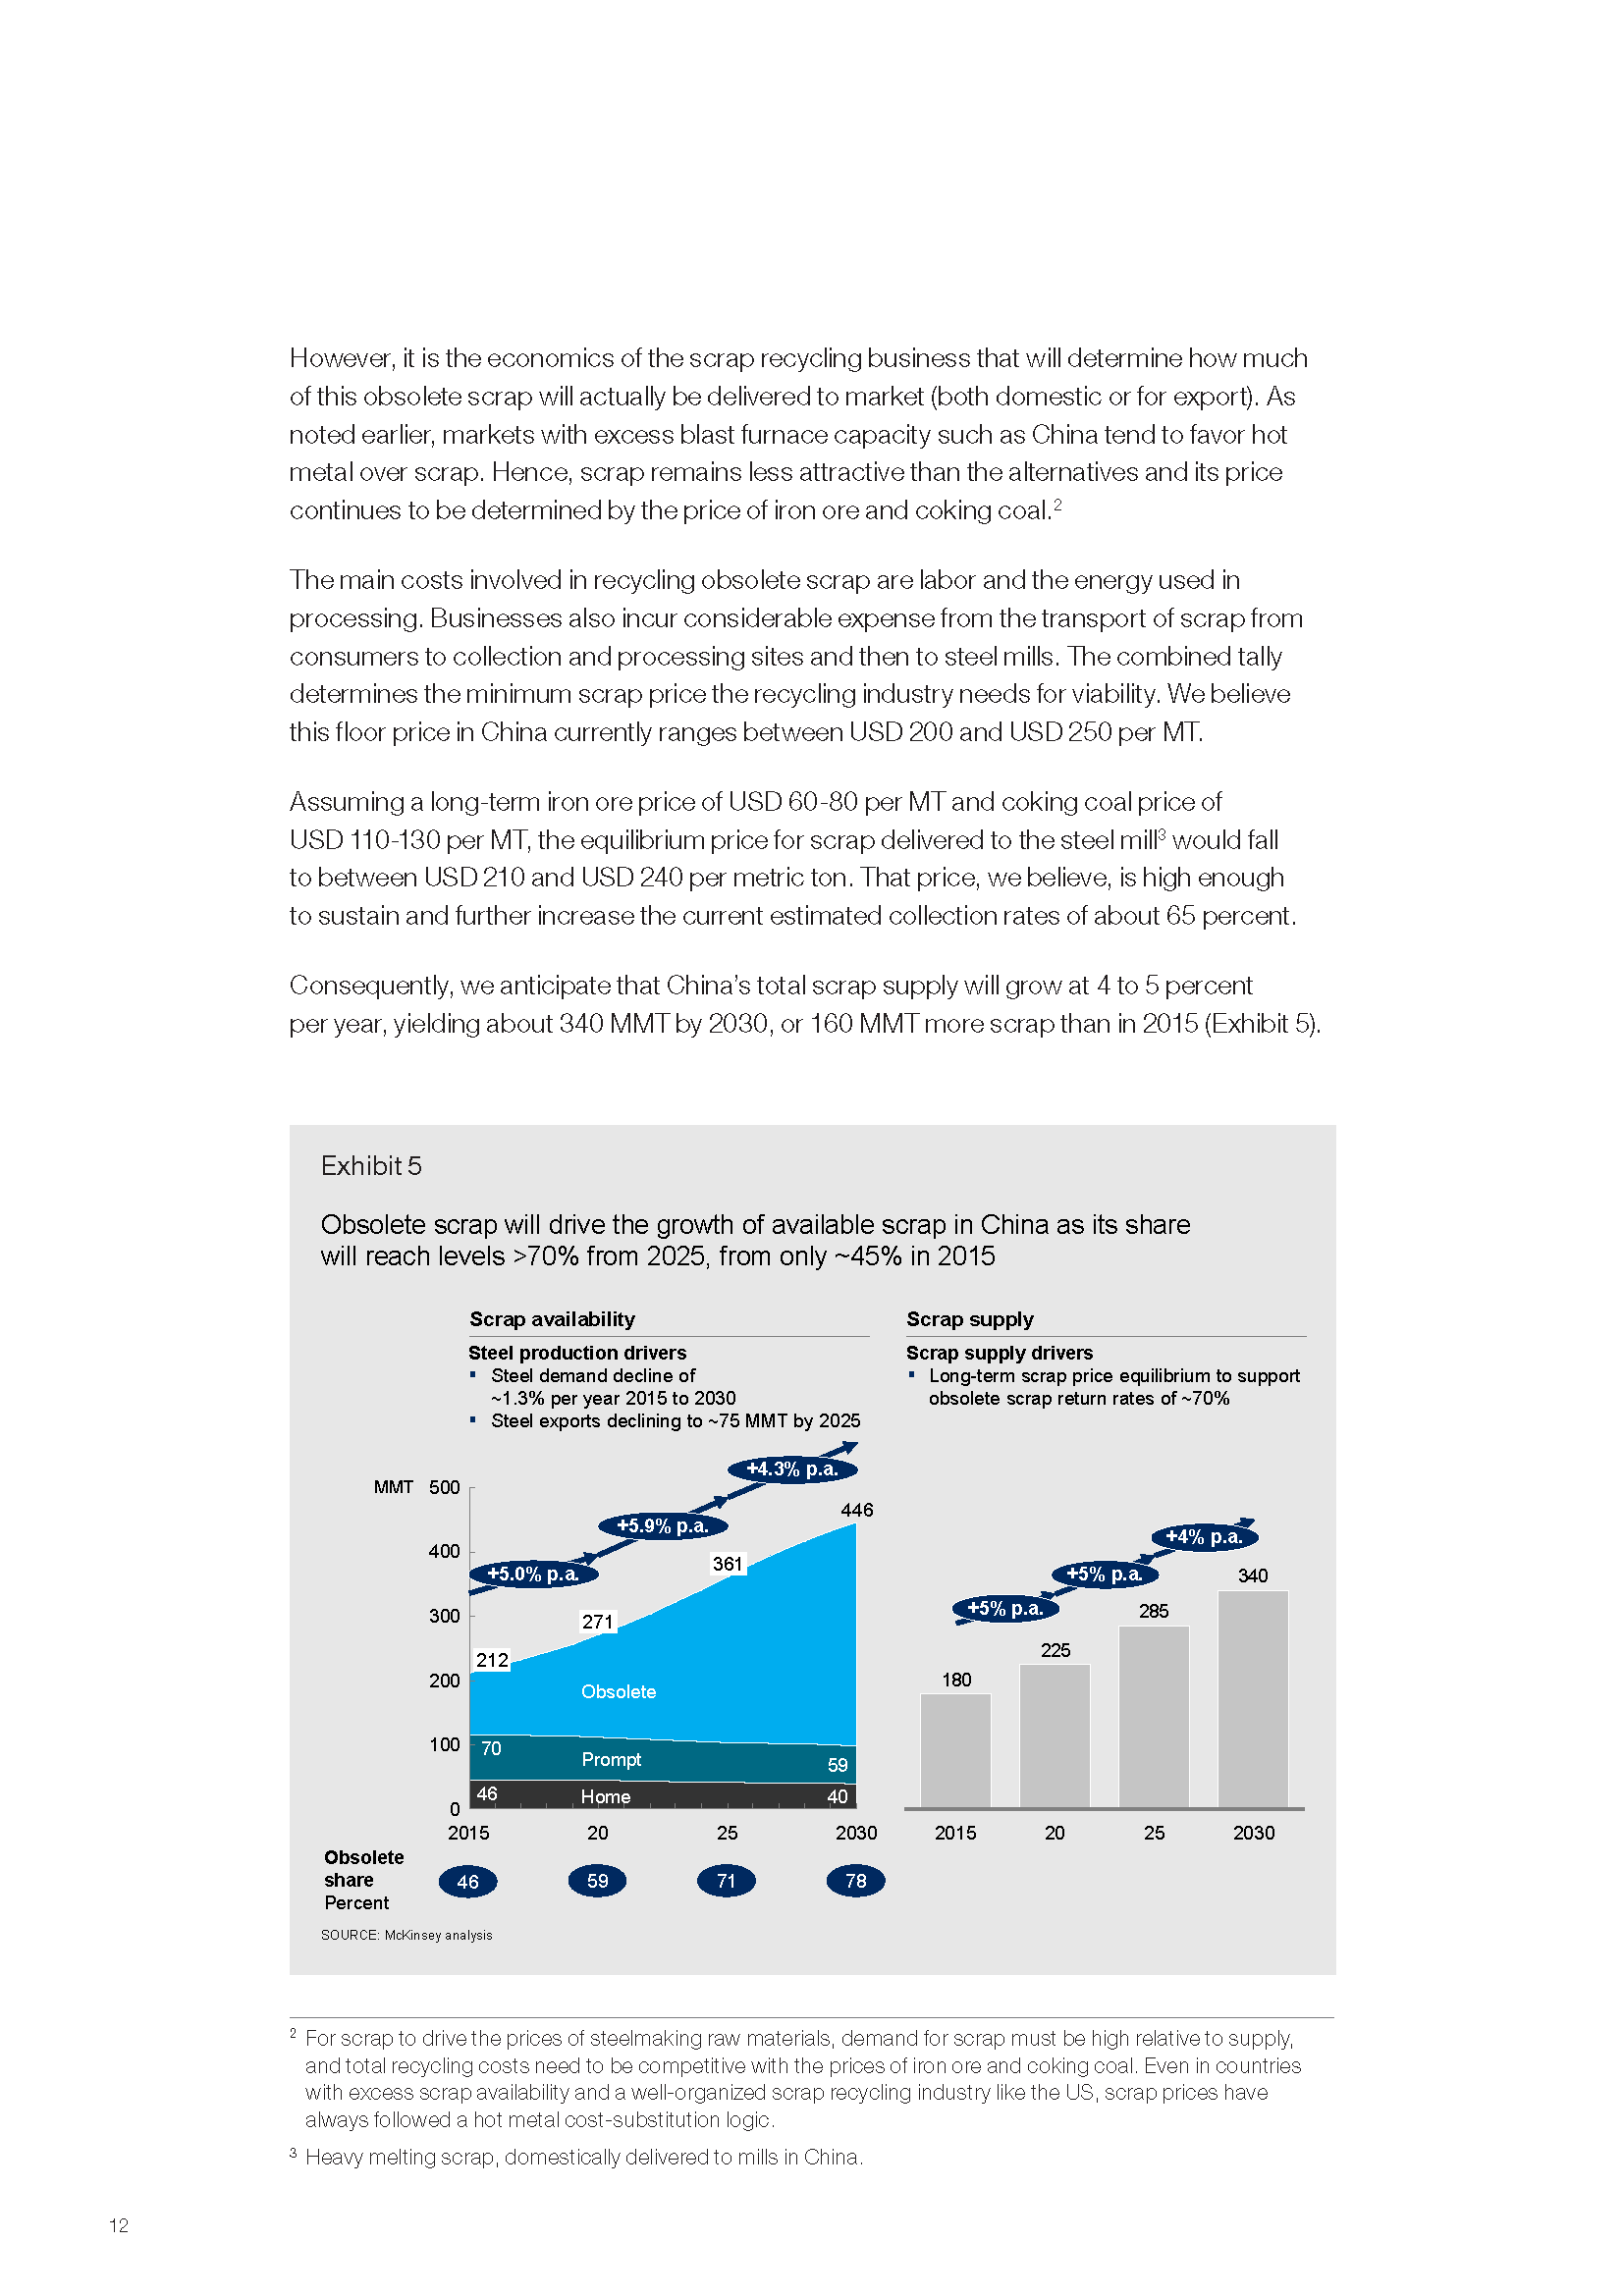 However, it is the economics of the scrap recycling business that will determine how much
of this obsolete scrap will actually be delivered to market (both domestic or for export). As
noted earlier, markets with excess blast furnace capacity such as China tend to favor hot
metal over scrap. Hence, scrap remains less attractive than the alternatives and its price
continues to be determined by the price of iron ore and coking coal.²
The main costs involved in recycling obsolete scrap are labor and the energy used in
processing. Businesses also incur considerable expense from the transport of scrap from
consumers to collection and processing sites and then to steel mills. The combined tally
determines the minimum scrap price the recycling industry needs for viability. We believe
this floor price in China currently ranges between USD 200 and USD 250 per MT.
Assuming a long-term iron ore price of USD 60-80 per MT and coking coal price of
USD 110-130 per MT, the equilibrium price for scrap delivered to the steel mill³ would fall
to between USD 210 and USD 240 per metric ton. That price, we believe, is high enough
to sustain and further increase the current estimated collection rates of about 65 percent.
Consequently, we anticipate that China’s total scrap supply will grow at 4 to 5 percent
per year, yielding about 340 MMT by 2030, or 160 MMT more scrap than in 2015 (Exhibit 5).
Exhibit 5
Obsolete scrap will drive the growth of available scrap in China as its share
will reach levels >70% from 2025, from only ~45% in 2015
Scrap availability
Steel production drivers
▪ Steel demand decline of
~1.3% per year 2015 to 2030
▪ Steel exports declining to ~75 MMT by 2025
MMT
500
400
300
200
100
0
+5.0% p.a.
+5.9% p.a.
+4.3% p.a.
212
271
361
446
Obsolete
70
Prompt
59
46
Home
40
2015
20
25
2030
Obsolete
share
Percent
46
59
71
78
Scrap supply
Scrap supply drivers
▪ Long-term scrap price equilibrium to support
obsolete scrap return rates of ~70%
+5% p.a.
+5% p.a.
+4% p.a.
180
225
285
340
2015
20
25
2030
SOURCE: McKinsey analysis
² For scrap to drive the prices of steelmaking raw materials, demand for scrap must be high relative to supply,
and total recycling costs need to be competitive with the prices of iron ore and coking coal. Even in countries
with excess scrap availability and a well-organized scrap recycling industry like the US, scrap prices have
always followed a hot metal cost-substitution logic.
³ Heavy melting scrap, domestically delivered to mills in China.
12